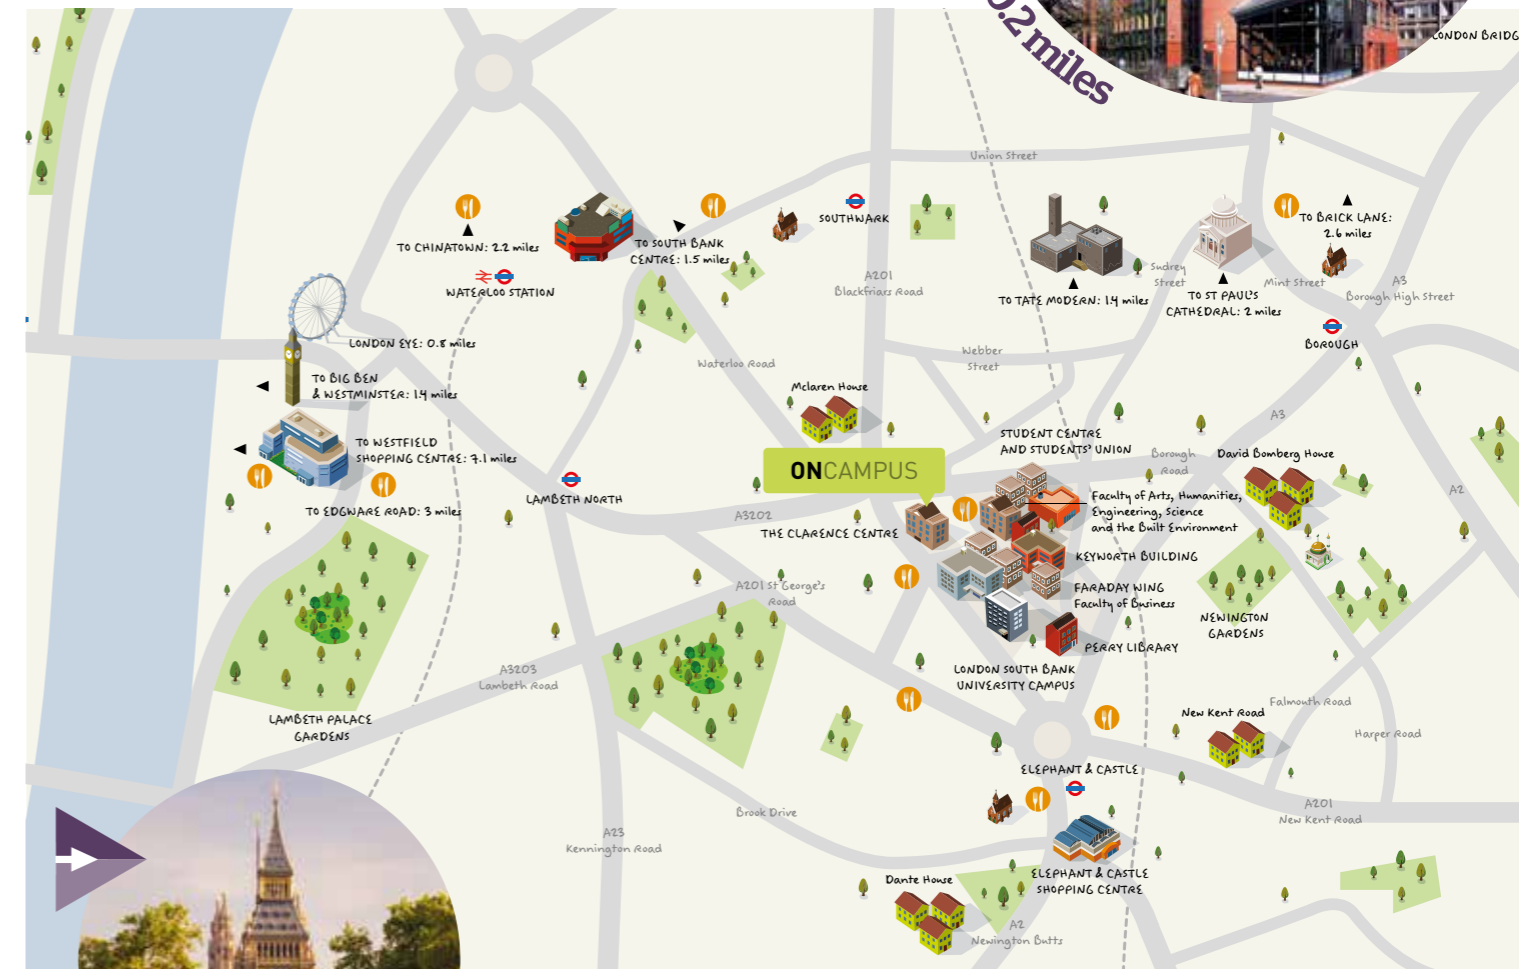 0.2 miles
LONDON BRIDG
Union Street
SOUTHWARK
TO CHINATOWN: 2.2 miles
TO SOUTH BANK
CENTRE: 1.5 miles
WATERLOO STATION
A201
Blackfriars Road
TO TATE MODERN: 1.4 miles
Sudrey
Street
TO ST PAUL'S
CATHEDRAL: 2 miles
Mint Street
TO BRICK LANE:
2.6 miles
A3
Borough High Street
BOROUGH
LONDON EYE: 0.8 miles
TO BIG BEN
& WESTMINSTER: 1.4 miles
TO WESTFIELD
SHOPPING CENTRE: 7.1 miles
TO EDGWARE ROAD: 3 miles
Waterloo Road
Webber
Street
Mclaren House
A3
STUDENT CENTRE
AND STUDENTS' UNION
Borough
Road
David Bomberg House
ONCAMPUS
LAMBETH NORTH
A3202
THE CLARENCE CENTRE
Faculty of Arts, Humanities,
Engineering, Science
and the Built Environment
A2
KEYWORTH BUILDING
A201 St George's
Road
FARADAY WING
Faculty of Business
NEWINGTON
GARDENS
PERRY LIBRARY
LONDON SOUTH BANK
UNIVERSITY CAMPUS
A3203
Lambeth Road
LAMBETH PALACE
GARDENS
New Kent Road
Falmouth Road
Harper Road
ELEPHANT & CASTLE
A201
New Kent Road
Brook Drive
A23
Kennington Road
ELEPHANT & CASTLE
SHOPPING CENTRE
Dante House
A2
Newington Butts